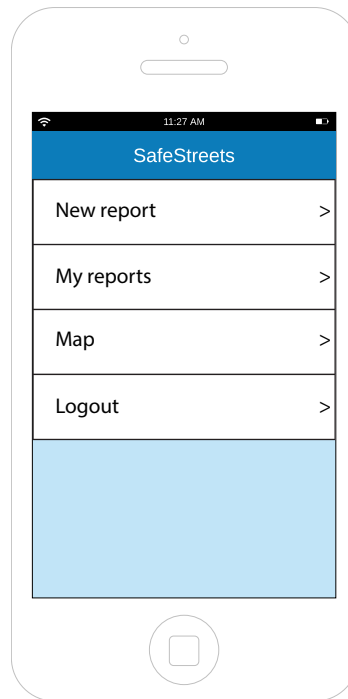 11:27 AM
SafeStreets
New report >
My reports >
Map >
Logout >